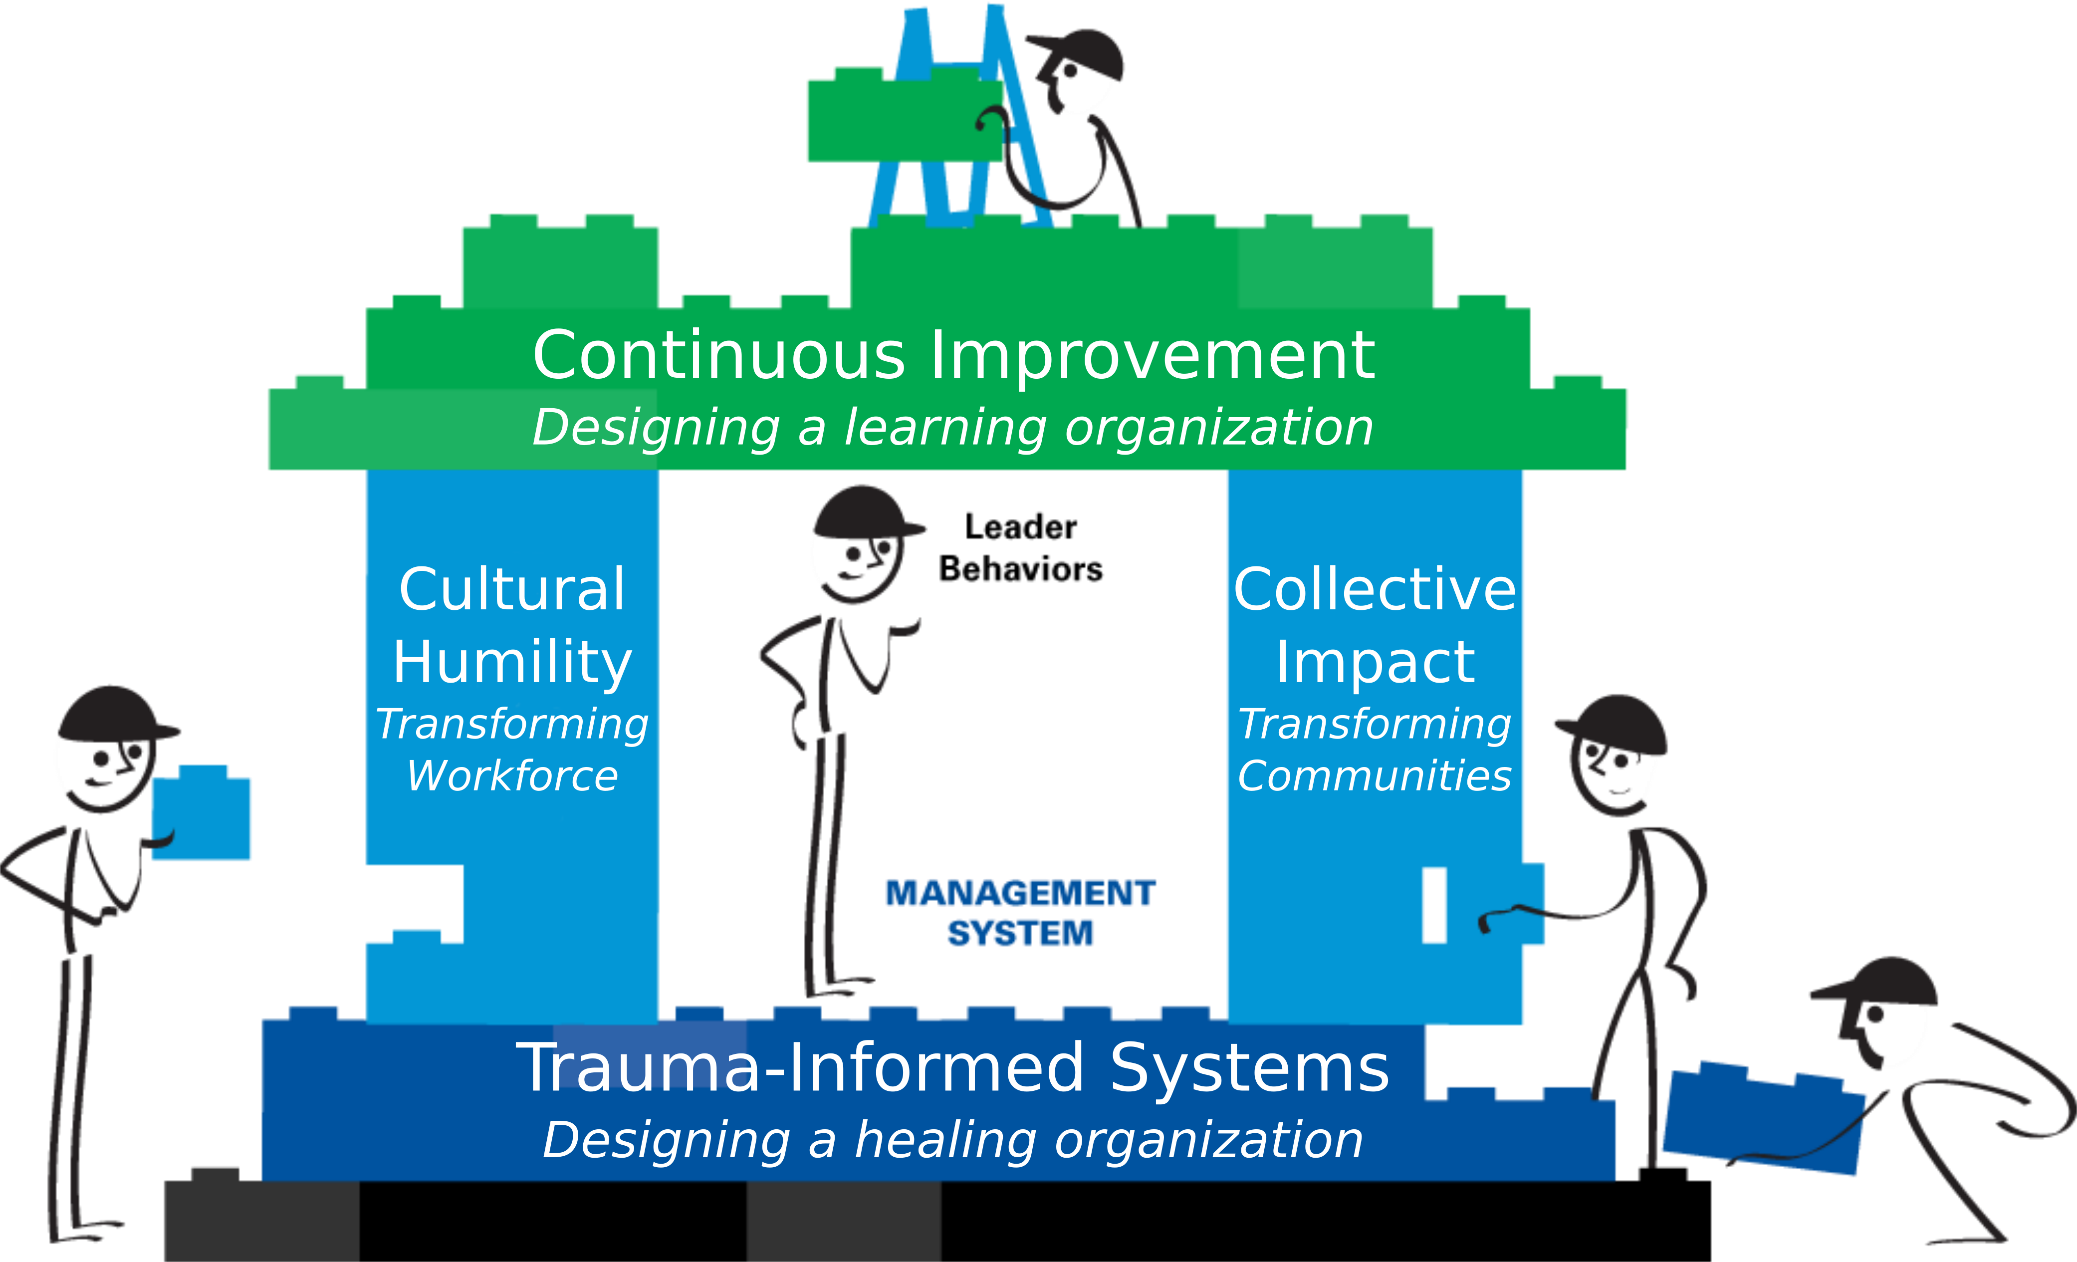 Continuous Improvement
Designing a learning organization
Leader
Behaviors
Cultural
Humility
Transforming
Workforce
Collective
Impact
Transforming
Communities
MANAGEMENT
SYSTEM
Trauma-Informed Systems
Designing a healing organization